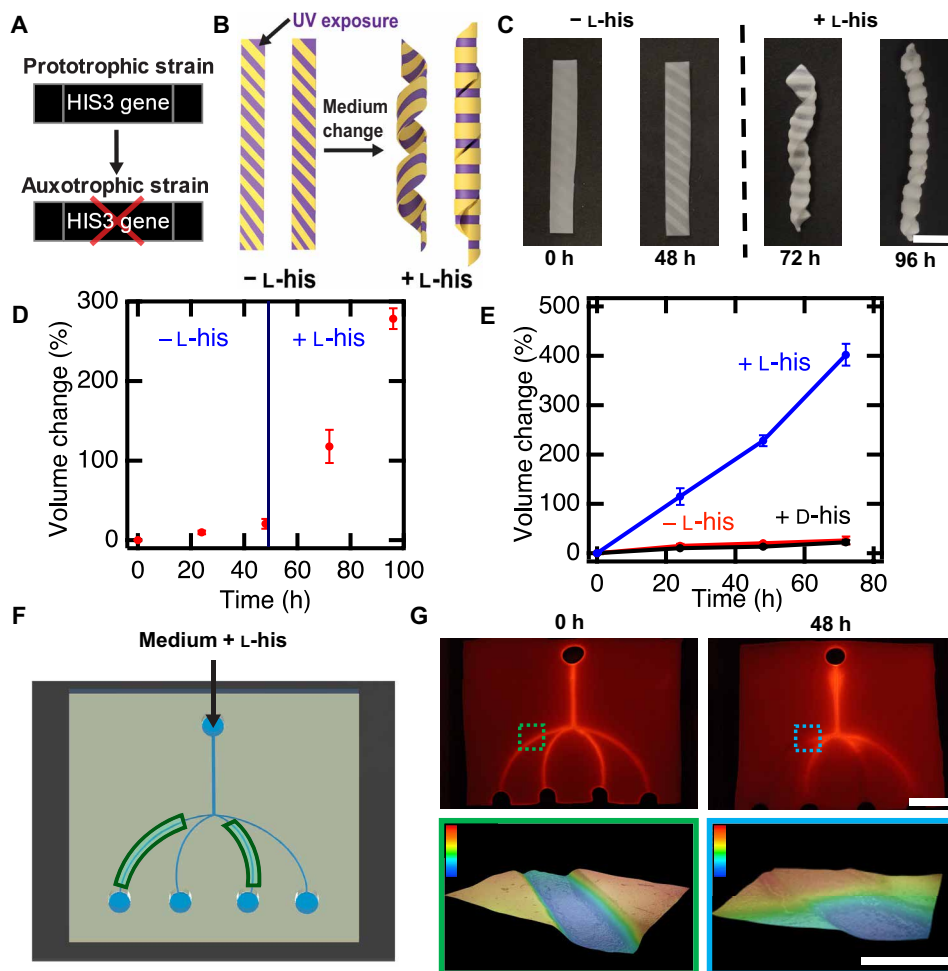 A
Prototrophic strain
HIS3 gene
Auxotrophic strain
HIS3 gene
B
UV exposure
Medium
change
– L-his
+ L-his
C
– L-his
+ L-his
0 h
48 h
72 h
96 h
D
Volume change (%)
300
200
100
0
– L-his
+ L-his
0
20
40
60
80
100
Time (h)
E
Volume change (%)
500
400
300
200
100
0
+ L-his
– L-his
+ D-his
0
20
40
60
80
Time (h)
F
Medium + L-his
G
0 h
48 h